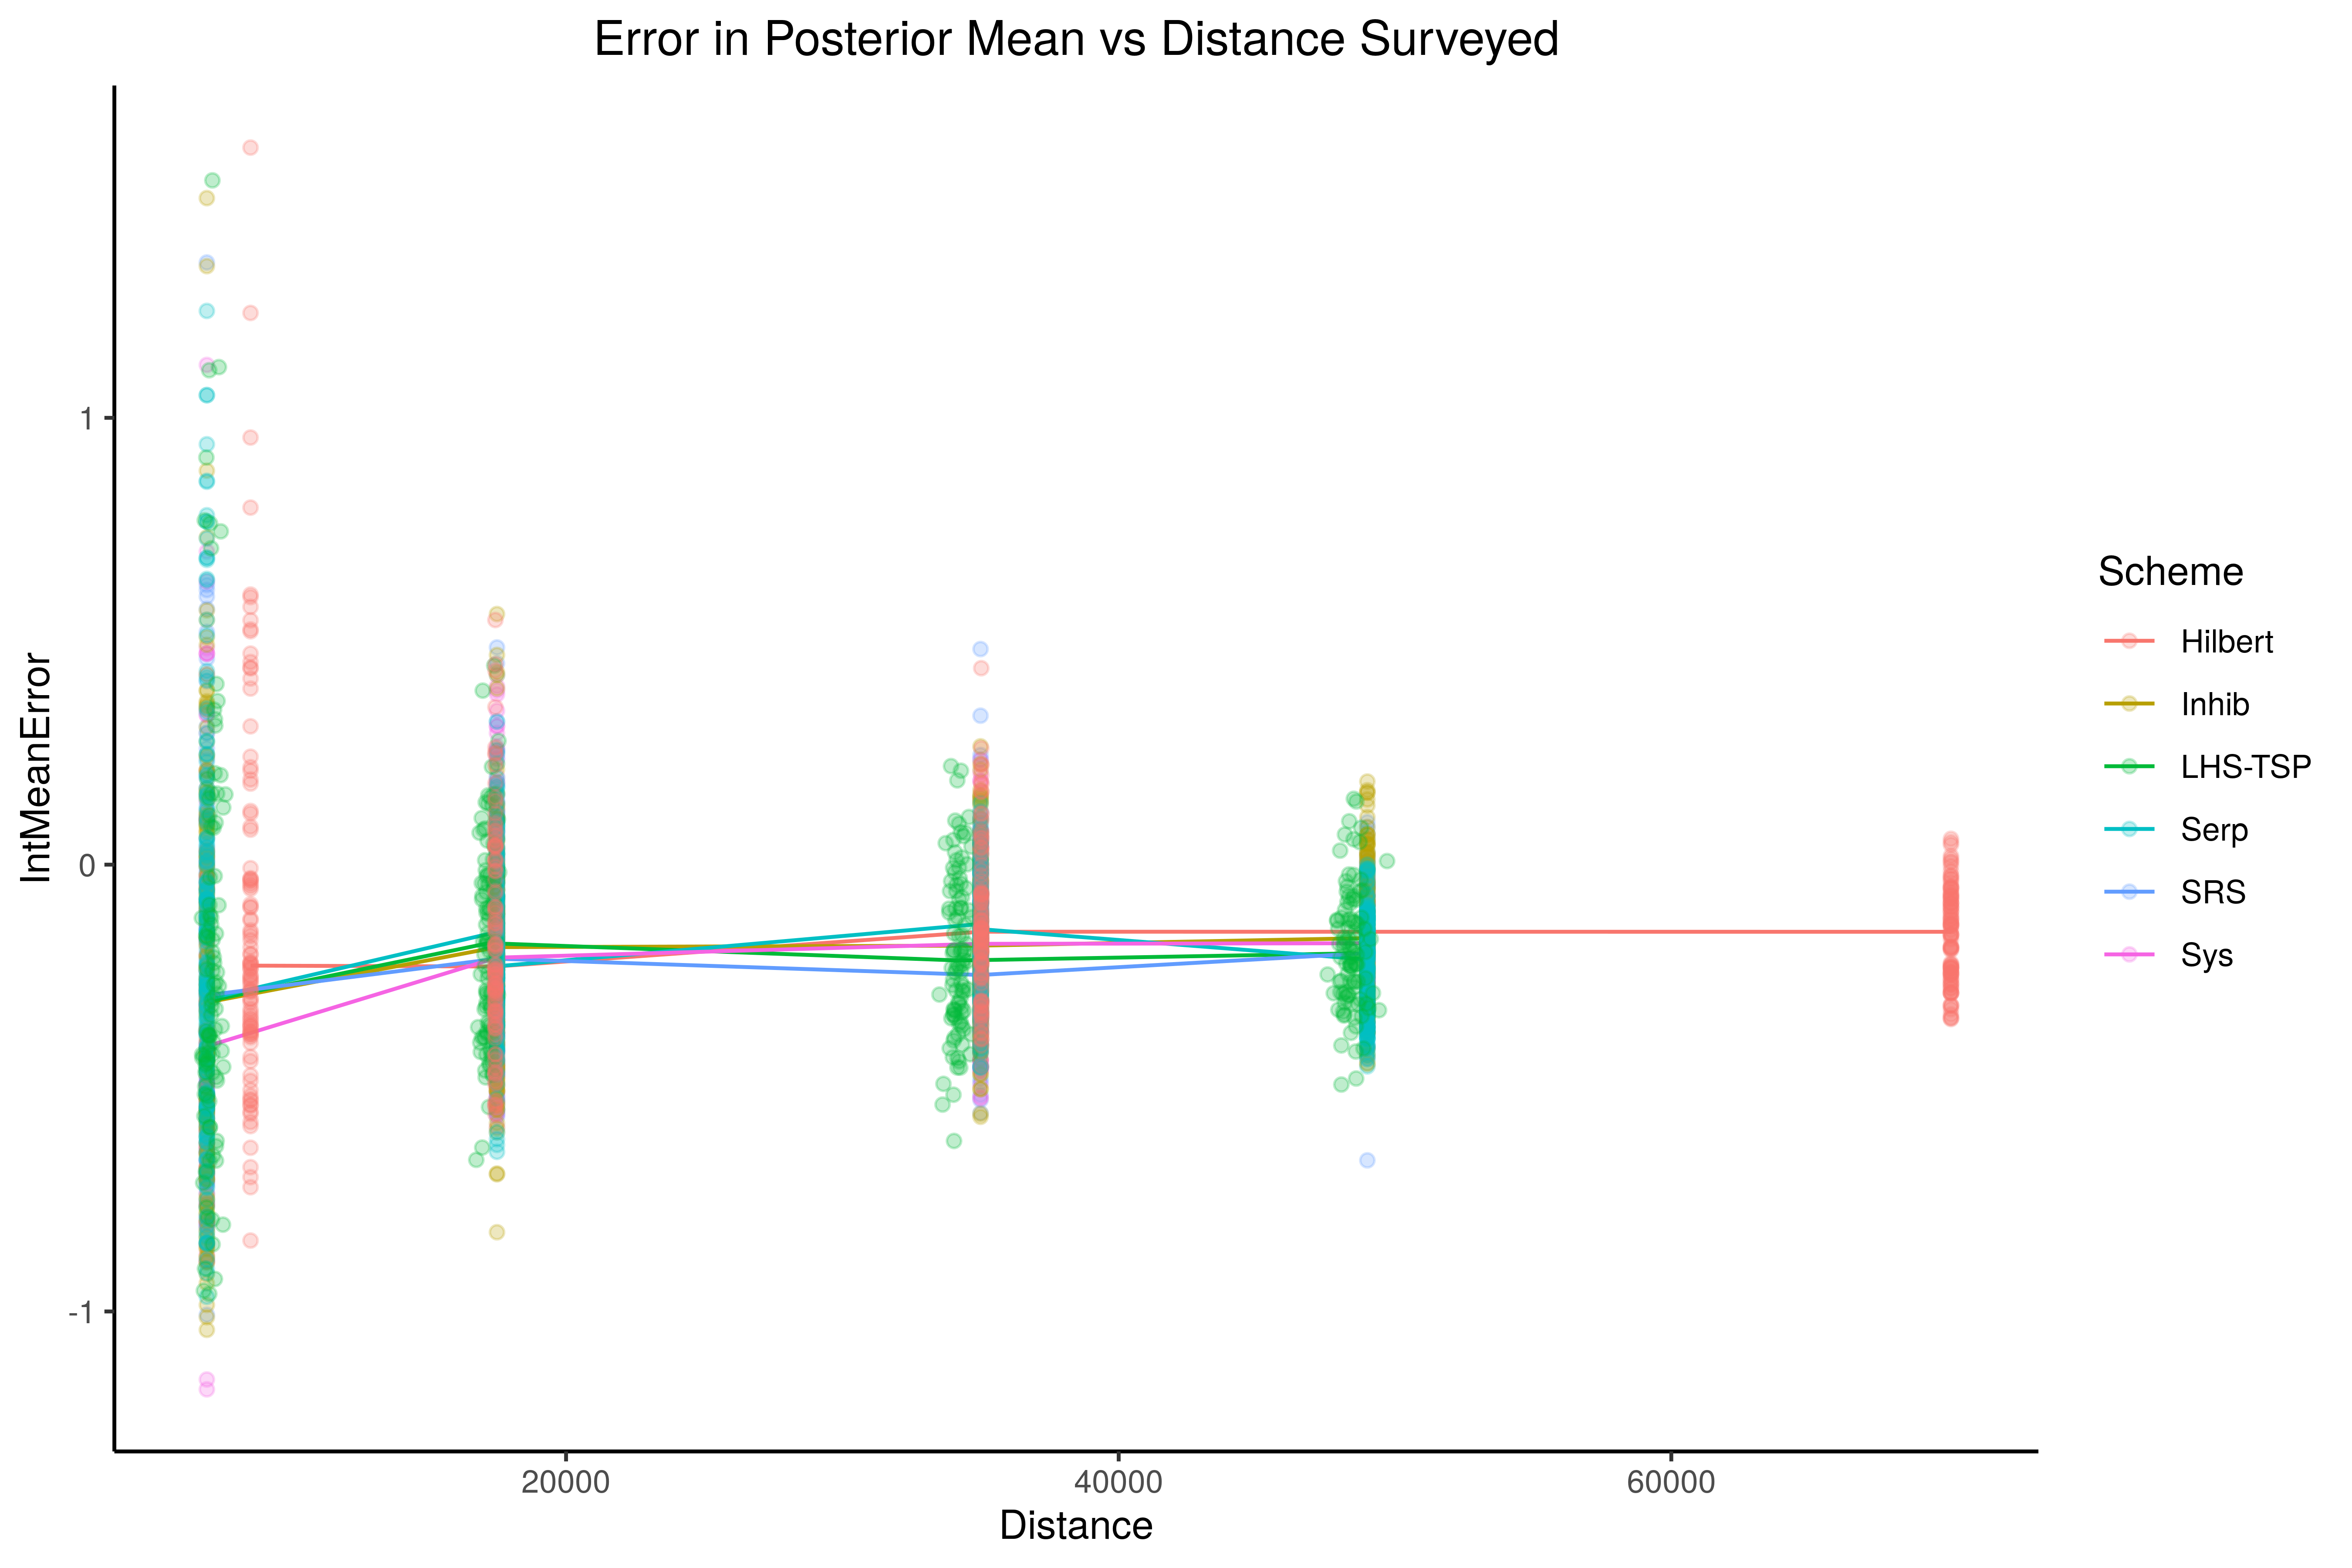 Error in Posterior Mean vs Distance Surveyed
IntMeanError
1
0
-1
20000
40000
60000
Distance
Scheme
Hilbert
Inhib
LHS-TSP
Serp
SRS
Sys